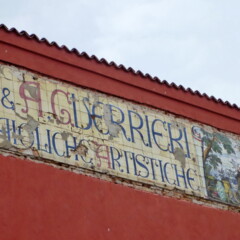 & A. GUERRIERI
MAIOLICHE ARTISTICHE